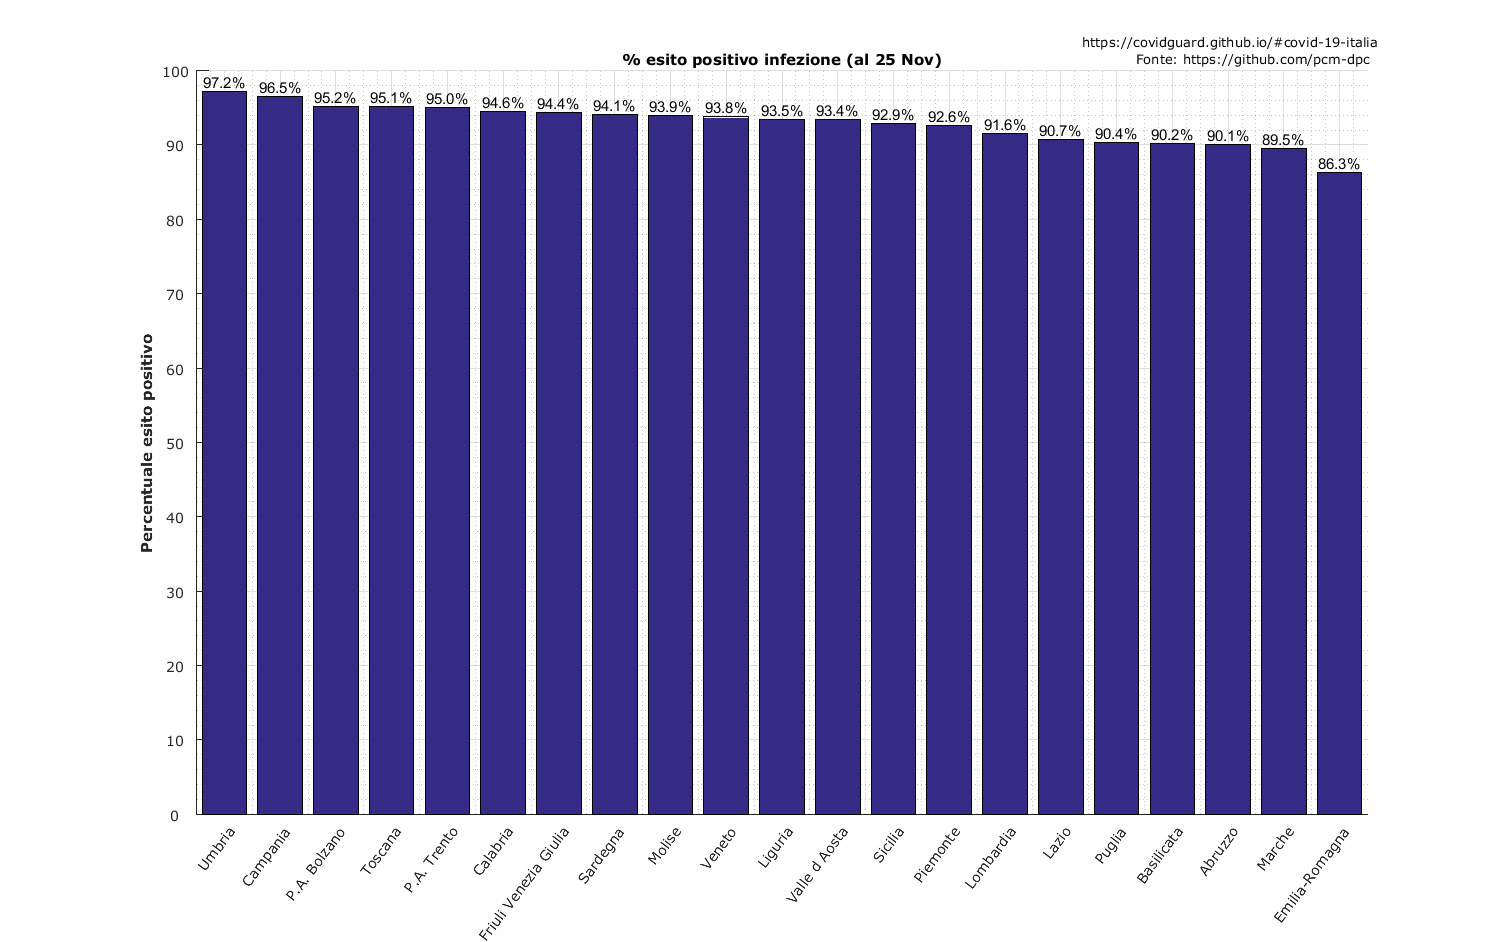 https://covidguard.github.io/#covid-19-italia
% esito positivo infezione (al 25 Nov)
Fonte: https://github.com/pcm-dpc
Percentuale esito positivo
100
90
80
70
60
50
40
30
20
10
0
97.2%
96.5%
95.2%
95.1%
95.0%
94.6%
94.4%
94.1%
93.9%
93.8%
93.5%
93.4%
92.9%
92.6%
91.6%
90.7%
90.4%
90.2%
90.1%
89.5%
86.3%
Umbria
Campania
P.A. Bolzano
Toscana
P.A. Trento
Calabria
Friuli Venezia Giulia
Sardegna
Molise
Veneto
Liguria
Valle d Aosta
Sicilia
Piemonte
Lombardia
Lazio
Puglia
Basilicata
Abruzzo
Marche
Emilia-Romagna